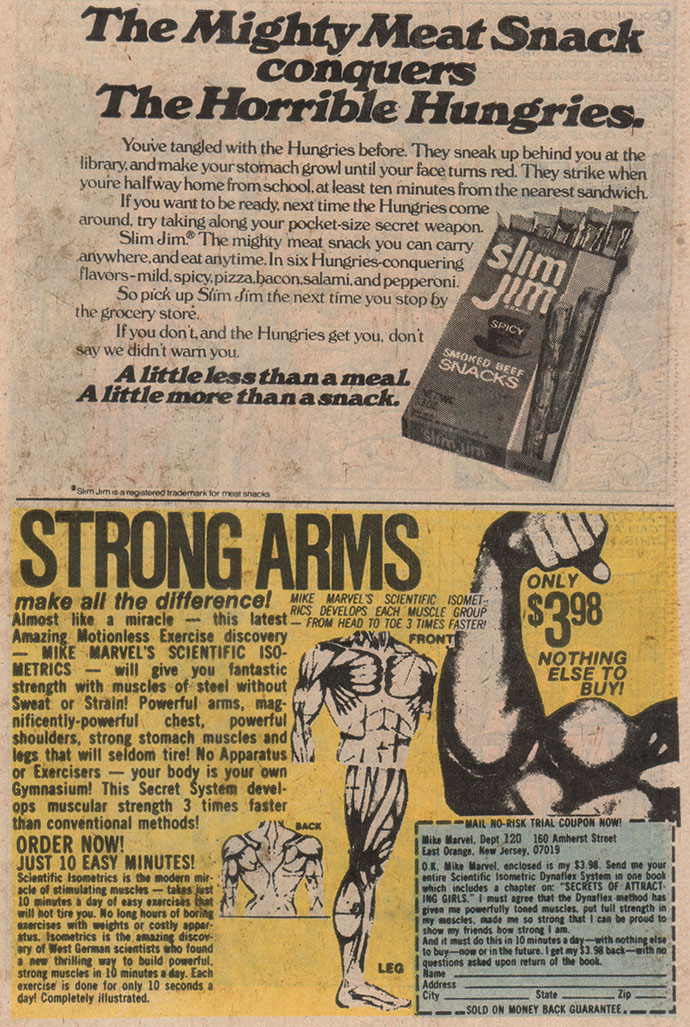 The Mighty Meat Snack
conquers
The Horrible Hungries.
You've tangled with the Hungries before. They sneak up behind you at the
library, and make your stomach growl until your face turns red. They strike when
you're halfway home from school, at least ten minutes from the nearest sandwich.
If you want to be ready, next time the Hungries come
around, try taking along your pocket-size secret weapon.
Slim Jim.® The mighty meat snack you can carry
anywhere, and eat anytime. In six Hungries-conquering
flavors-mild, spicy, pizza, bacon, salami, and pepperoni.
So pick up Slim Jim the next time you stop by
the grocery store.
If you don't, and the Hungries get you, don't
say we didn't warn you.
A little less than a meal.
A little more than a snack.
slim
Jim
BRAND
SPICY
SMOKED BEEF
SNACKS
NET WT.
slim jim
® Slim Jim is a registered trademark for meat snacks
STRONG ARMS
make all the difference!
Almost like a miracle — this latest
Amazing Motionless Exercise discovery
— MIKE MARVEL'S SCIENTIFIC ISO-
METRICS — will give you fantastic
strength with muscles of steel without
Sweat or Strain! Powerful arms, mag-
nificently-powerful chest, powerful
shoulders, strong stomach muscles and
legs that will seldom tire! No Apparatus
or Exercisers — your body is your own
Gymnasium! This Secret System devel-
ops muscular strength 3 times faster
than conventional methods!
ORDER NOW!
JUST 10 EASY MINUTES!
Scientific Isometrics is the modern mir-
acle of stimulating muscles — takes just
10 minutes a day of easy exercises that
will not tire you. No long hours of boring
exercises with weights or costly appar-
atus. Isometrics is the amazing discov-
ery of West German scientists who found
a new thrilling way to build powerful,
strong muscles in 10 minutes a day. Each
exercise is done for only 10 seconds a
day! Completely illustrated.
MIKE MARVEL'S SCIENTIFIC ISOMET-
RICS DEVELOPS EACH MUSCLE GROUP
— FROM HEAD TO TOE 3 TIMES FASTER!
FRONT
BACK
LEG
ONLY
$3.98
NOTHING
ELSE TO
BUY!
MAIL NO-RISK TRIAL COUPON NOW!
Mike Marvel, Dept 120 160 Amherst Street
East Orange, New Jersey, 07019
O.K. Mike Marvel, enclosed is my $3.98. Send me your
entire Scientific Isometric Dynaflex System in one book
which includes a chapter on: "SECRETS OF ATTRACT-
ING GIRLS." I must agree that the Dynaflex method has
given me powerfully toned muscles, put full strength in
my muscles, made me so strong that I can be proud to
show my friends how strong I am.
And it must do this in 10 minutes a day—with nothing else
to buy—now or in the future. I get my $3.98 back—with no
questions asked upon return of the book.
Name
Address
City State Zip
SOLD ON MONEY BACK GUARANTEE.